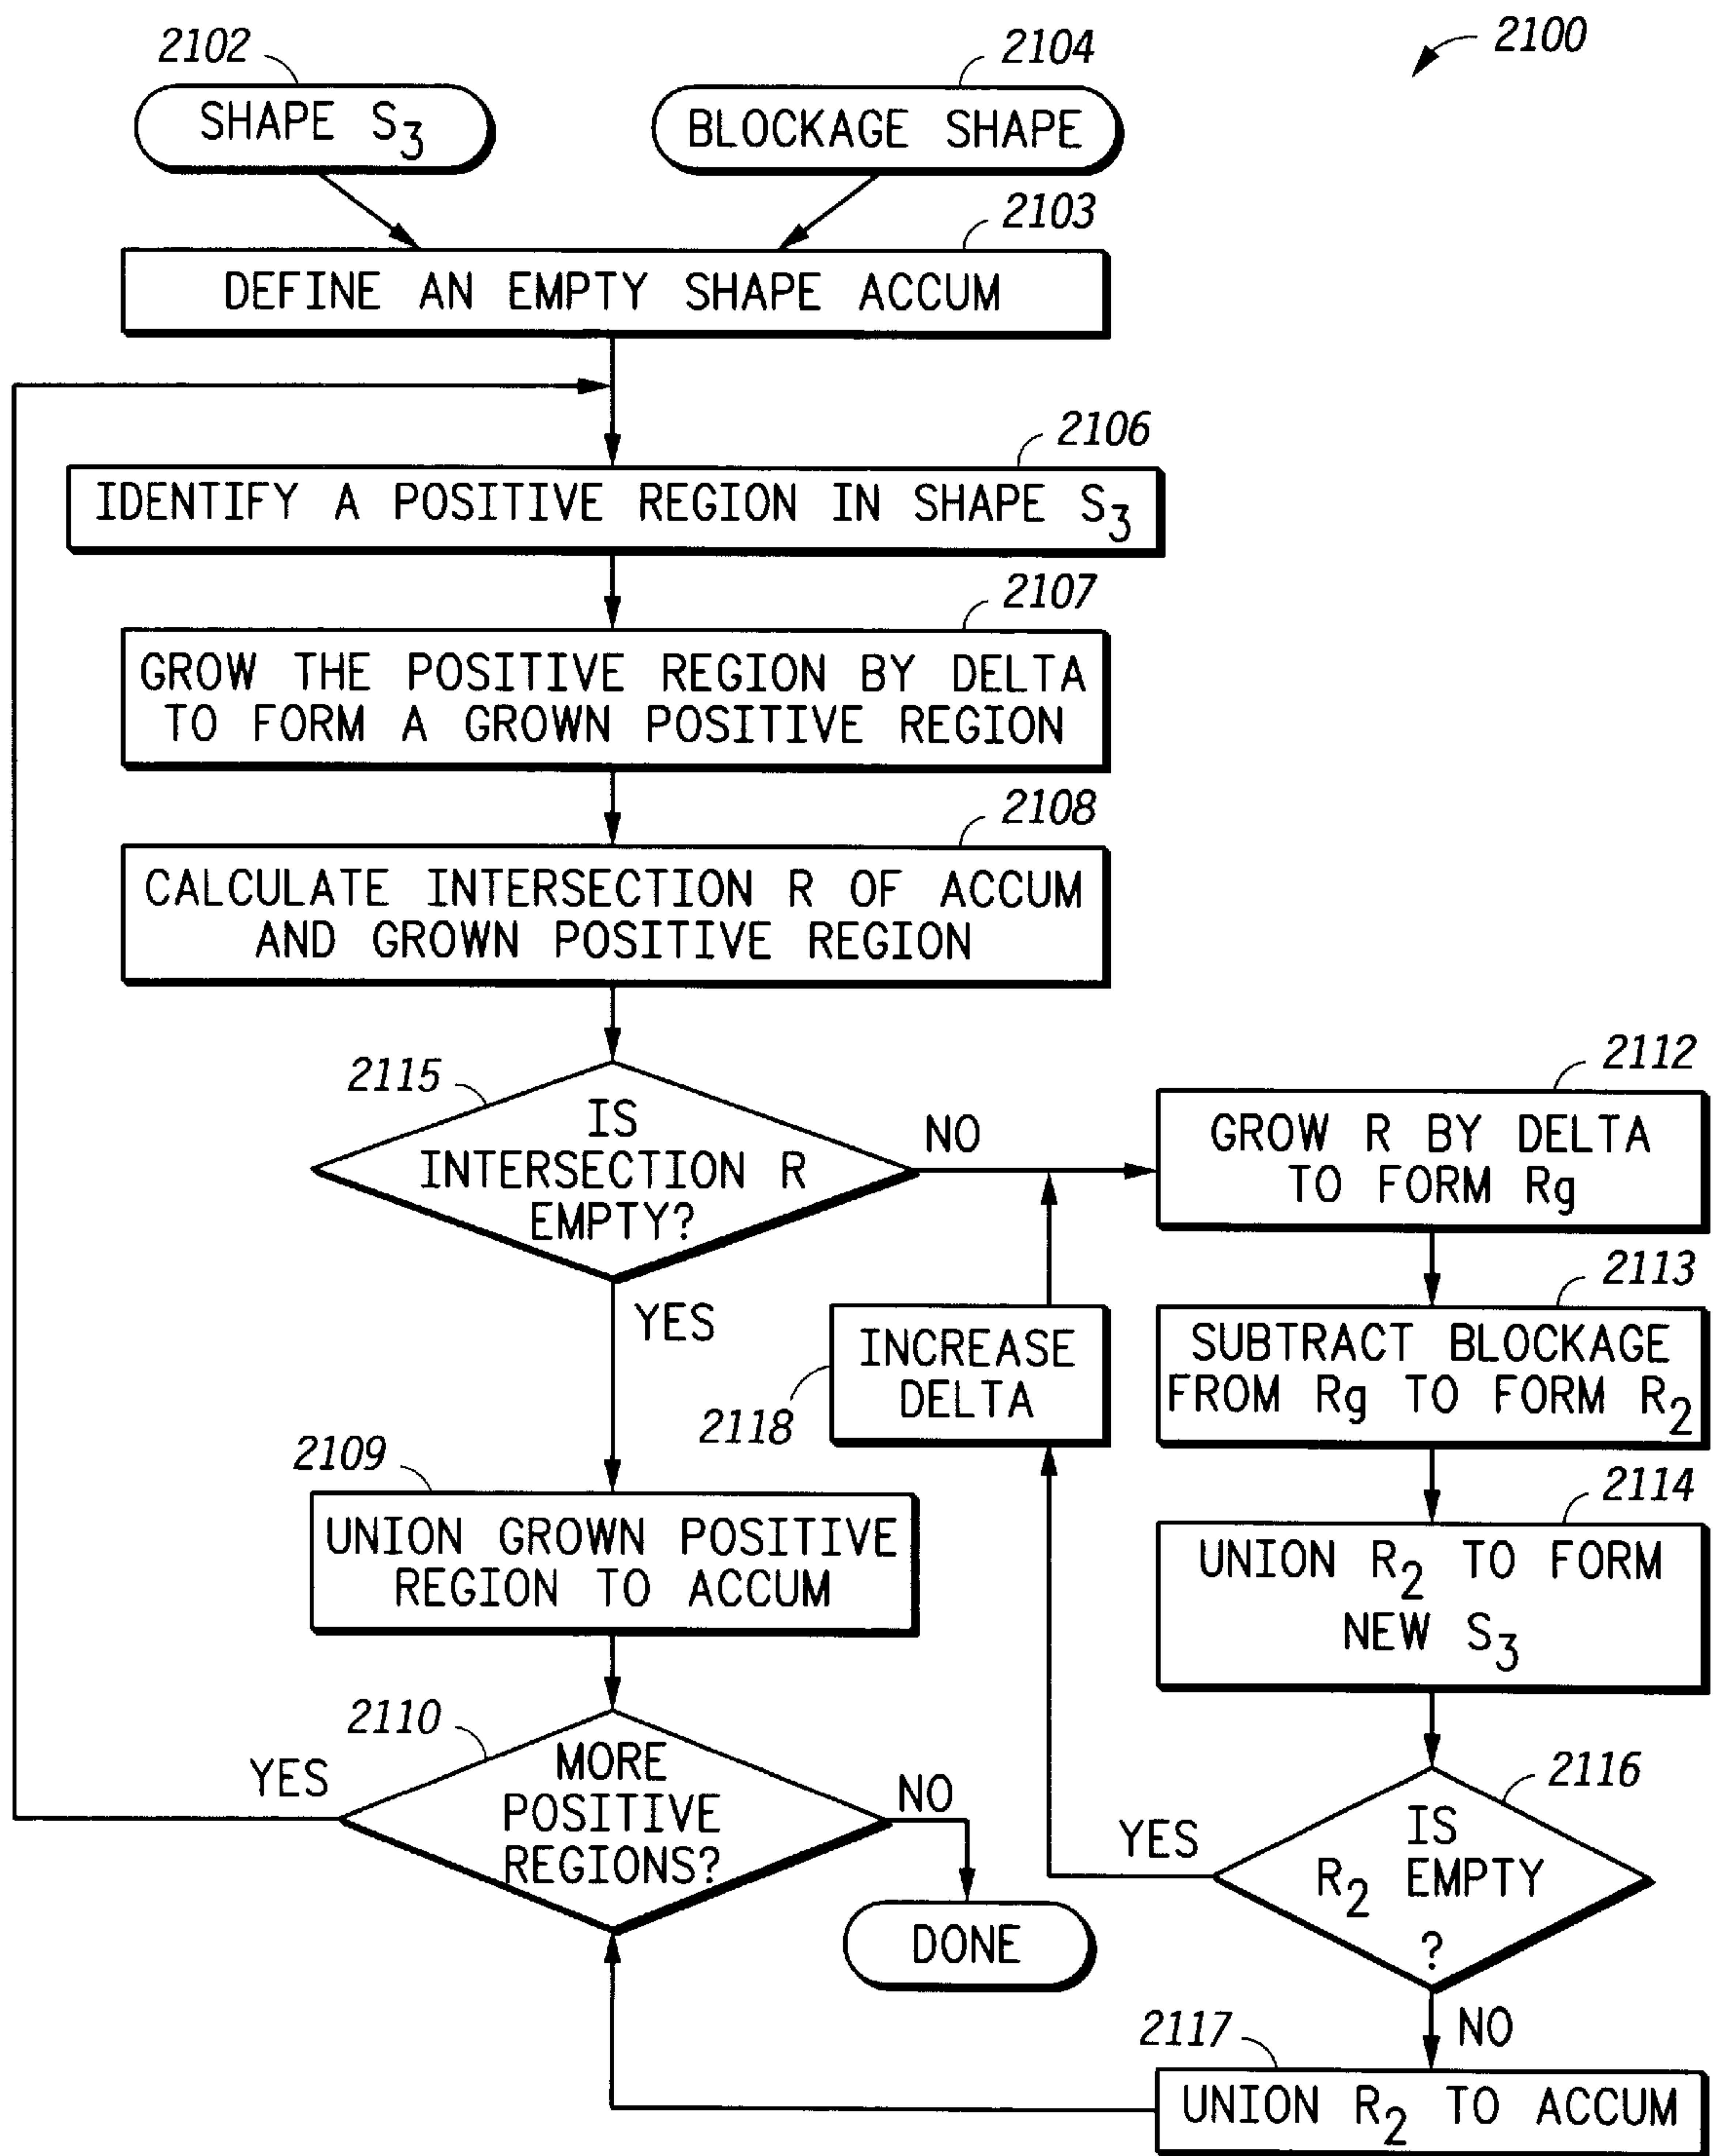 2100
2102
SHAPE S3
2104
BLOCKAGE SHAPE
2103
DEFINE AN EMPTY SHAPE ACCUM
2106
IDENTIFY A POSITIVE REGION IN SHAPE S3
2107
GROW THE POSITIVE REGION BY DELTA
TO FORM A GROWN POSITIVE REGION
2108
CALCULATE INTERSECTION R OF ACCUM
AND GROWN POSITIVE REGION
2115
IS
INTERSECTION R
EMPTY?
NO
YES
2112
GROW R BY DELTA
TO FORM Rg
2113
SUBTRACT BLOCKAGE
FROM Rg TO FORM R2
2118
INCREASE
DELTA
2114
UNION R2 TO FORM
NEW S3
2109
UNION GROWN POSITIVE
REGION TO ACCUM
2110
MORE
POSITIVE
REGIONS?
YES
NO
DONE
2116
IS
R2 EMPTY
?
YES
NO
2117
UNION R2 TO ACCUM